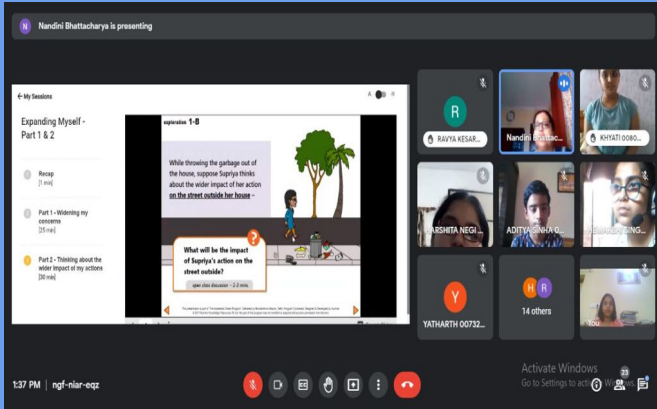 N Nandini Bhattacharya is presenting
← My Sessions
Expanding Myself -
Part 1 & 2
Recap
[1 min]
Part 1 - Widening my
concerns
[25 min]
Part 2 - Thinking about the
wider impact of my actions
[30 min]
exploration 1-B
While throwing the garbage out of
the house, suppose Supriya thinks
about the wider impact of her action
on the street outside her house -
?
What will be the impact
of Supriya's action on the
street outside?
open class discussion - 2-3 mins.
R
RAVYA KESAR...
Nandini Bhattac...
KHYATI 0080...
ARSHITA NEGI ...
ADITYA SINHA 0...
Y
YATHARTH 00732...
H R
14 others
You
Activate Windows
Go to Settings to activate Windows.
1:37 PM | ngf-niar-eqz
23